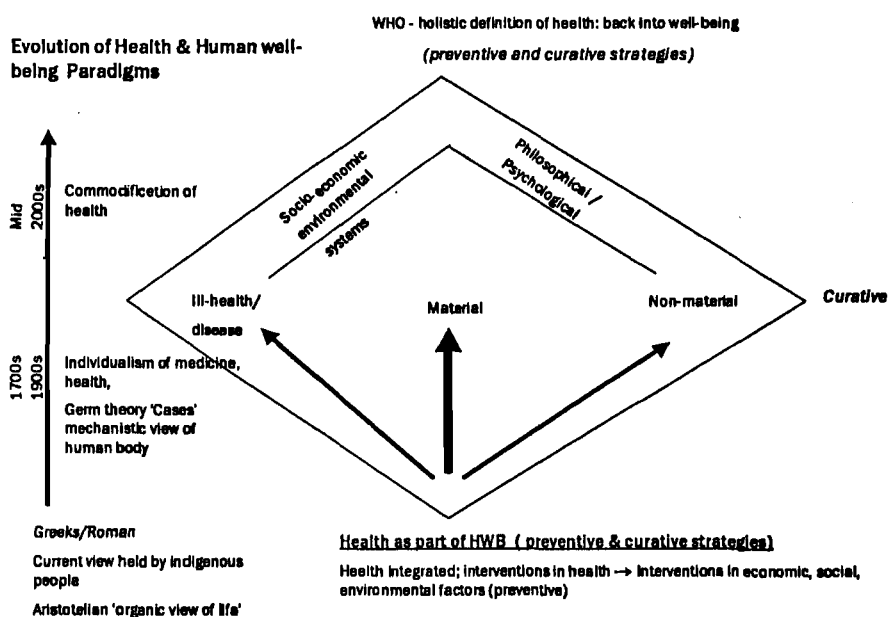 WHO - holistic definition of health: back into well-being
(preventive and curative strategies)
Evolution of Health & Human well-
being Paradigms
Socio-economic
environmental
systems
Philosophical /
Psychological
Mid
2000s
Commodificetion of
health
Ill-health/
disease
Material
Non-material
Curative
1700s
1900s
Individualism of medicine,
health,
Germ theory 'Cases'
mechanistic view of
human body
Greeks/Roman
Current view held by indigenous
people
Aristotelian 'organic view of life'
Health as part of HWB ( preventive & curative strategies)
Health integrated; interventions in health → interventions in economic, social,
environmental factors (preventive)